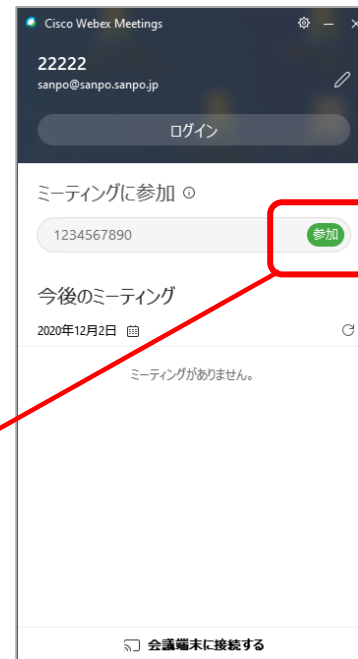 Cisco Webex Meetings
22222
sanpo@sanpo.sanpo.jp
ログイン
ミーティングに参加
1234567890 参加
今後のミーティング
2020年12月2日
ミーティングがありません。
会議端末に接続する